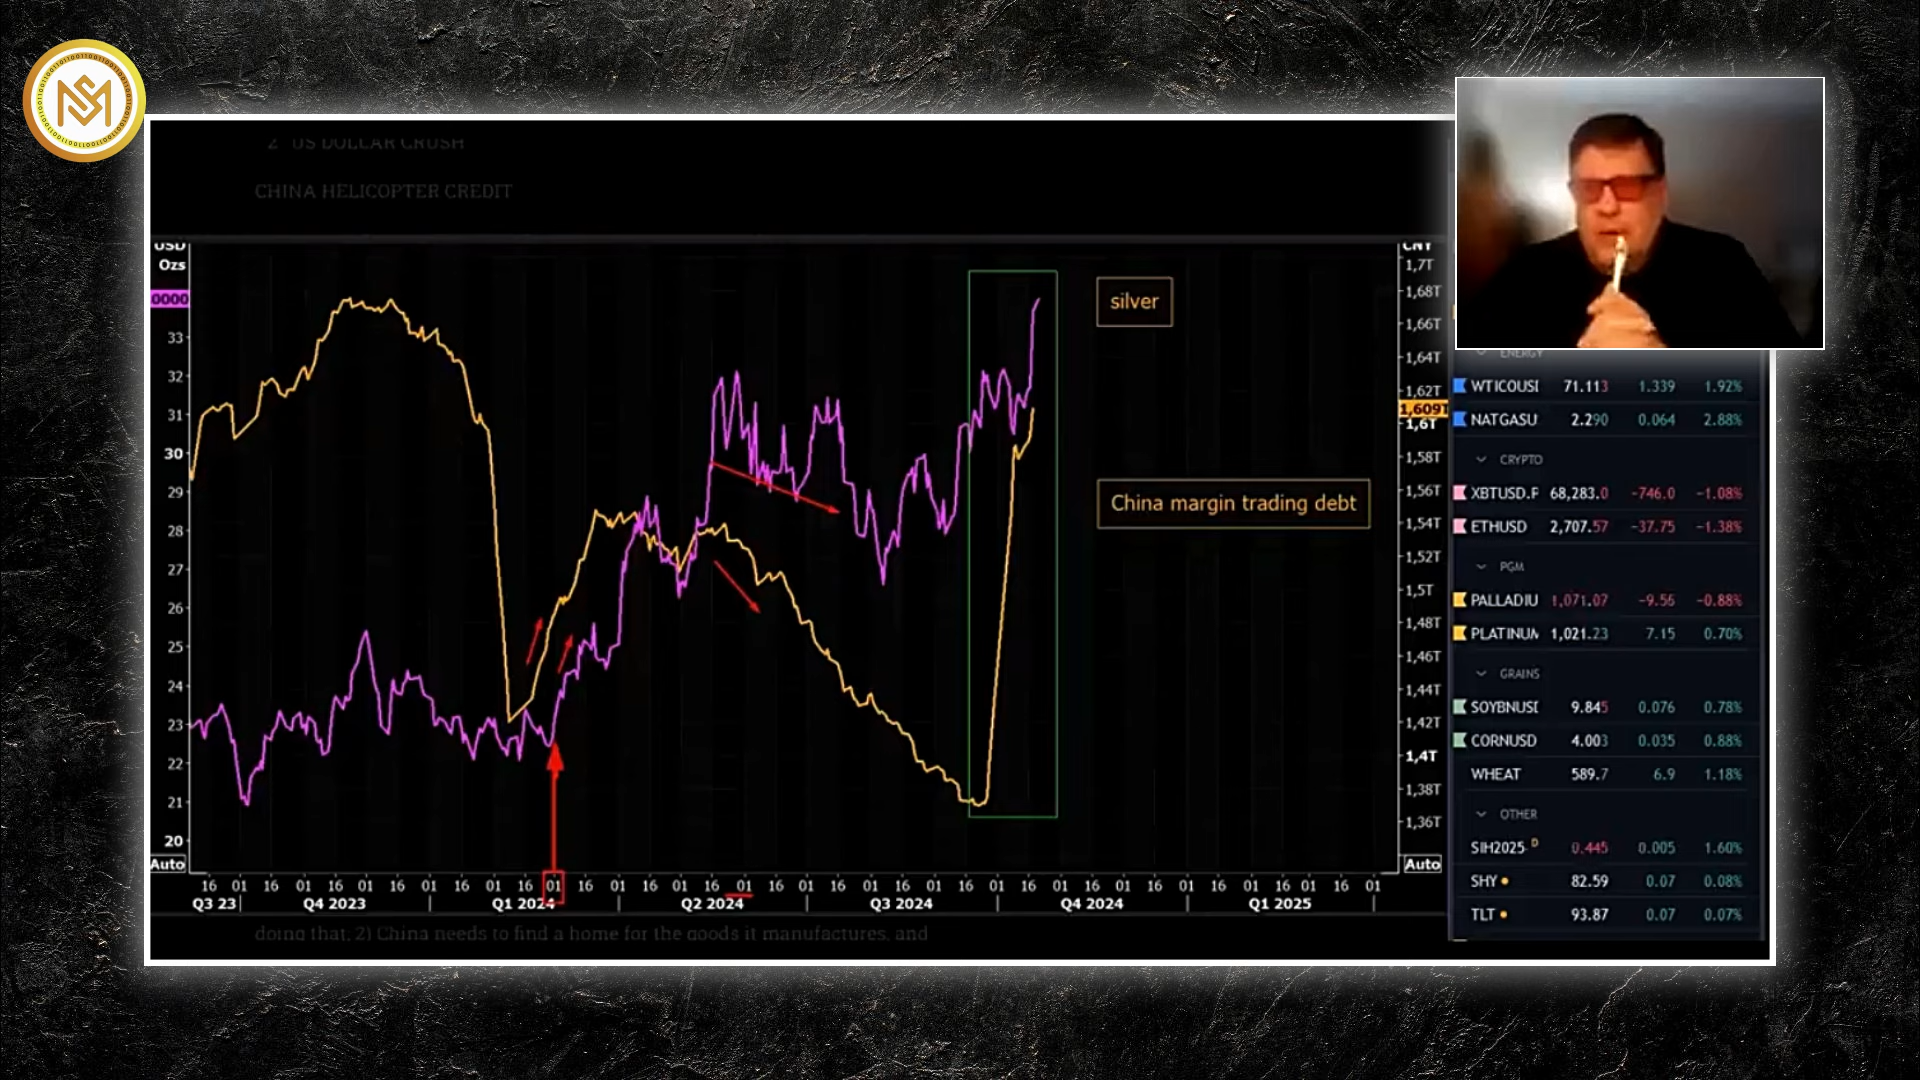 2 US DOLLAR CRUSH
CHINA HELICOPTER CREDIT
USD
Ozs
0000
33
32
31
30
29
28
27
26
25
24
23
22
21
20
Auto
silver
China margin trading debt
CNY
1,7T
1,68T
1,66T
1,64T
1,62T
1,609T
1,6T
1,58T
1,56T
1,54T
1,52T
1,5T
1,48T
1,46T
1,44T
1,42T
1,4T
1,38T
1,36T
Auto
16 01 16 01 16 01 16 01 16 01 16 01 16 01 16 01 16 01 16 01 16 01 16 01 16 01 16 01 16 01 16 01 16 01 16 01 16 01
Q3 23 Q4 2023 Q1 2024 Q2 2024 Q3 2024 Q4 2024 Q1 2025
doing that, 2) China needs to find a home for the goods it manufactures, and
ENERGY
WTICOUSI 71.113 1.339 1.92%
NATGASU 2.290 0.064 2.88%
CRYPTO
XBTUSD.P 68,283.0 -746.0 -1.08%
ETHUSD 2,707.57 -37.75 -1.38%
PGM
PALLADIU 1,071.07 -9.56 -0.88%
PLATINUM 1,021.23 7.15 0.70%
GRAINS
SOYBNUSI 9.845 0.076 0.78%
CORNUSD 4.003 0.035 0.88%
WHEAT 589.7 6.9 1.18%
OTHER
SIH2025 D 0.445 0.005 1.60%
SHY 82.59 0.07 0.08%
TLT 93.87 0.07 0.07%